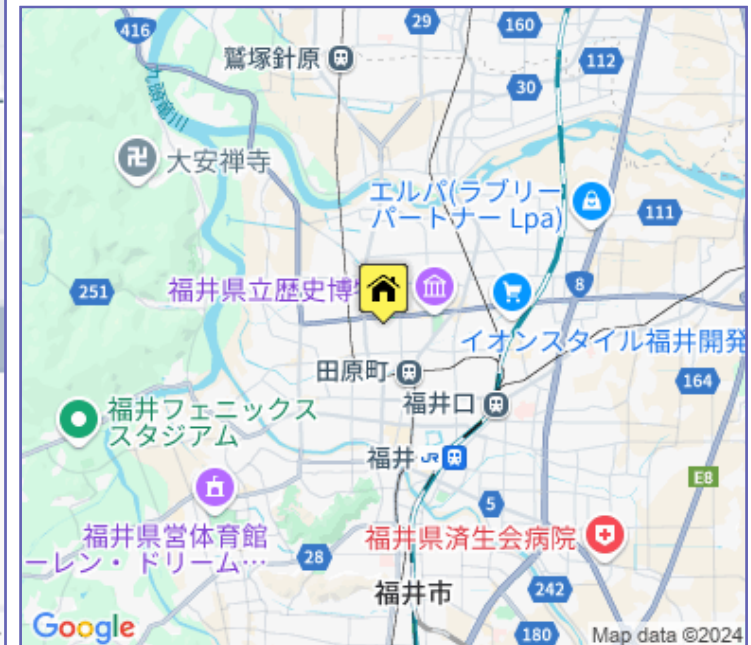 416
29
160
鷲塚針原
112
30
九頭竜川
大安禅寺
エルパ(ラブリー
パートナー Lpa)
111
251
福井県立歴史博
8
イオンスタイル福井開発
田原町
164
福井フェニックス
スタジアム
福井口
福井
JR
E8
5
福井県営体育館
ーレン・ドリーム…
福井県済生会病院
28
福井市
242
180
Google
Map data ©2024